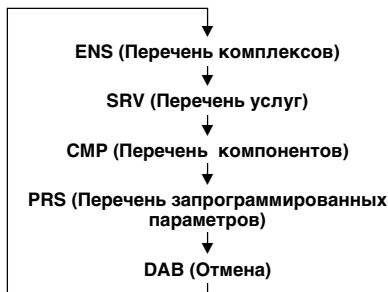 ENS (Перечень комплексов)
SRV (Перечень услуг)
CMP (Перечень компонентов)
PRS (Перечень запрограммированных
параметров)
DAB (Отмена)